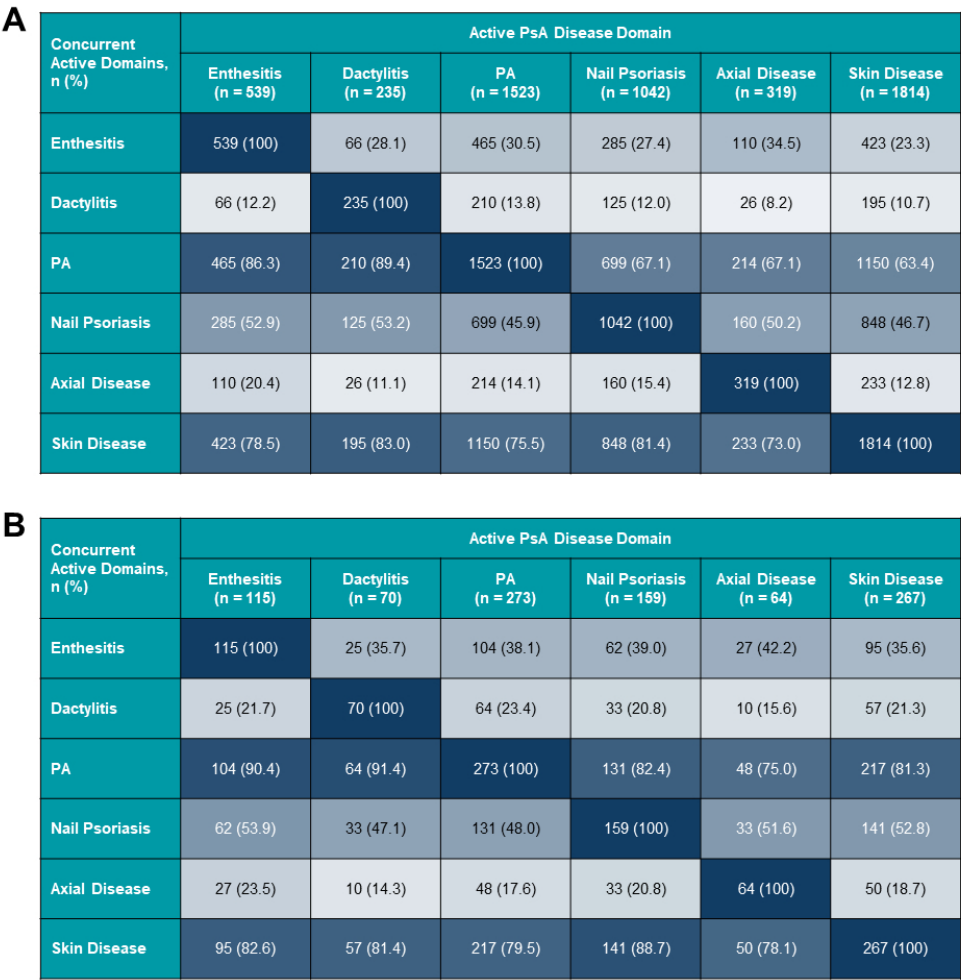 A
Concurrent Active Domains, n (%) Active PsA Disease Domain
Enthesitis (n = 539) Dactylitis (n = 235) PA (n = 1523) Nail Psoriasis (n = 1042) Axial Disease (n = 319) Skin Disease (n = 1814)
Enthesitis 539 (100) 66 (28.1) 465 (30.5) 285 (27.4) 110 (34.5) 423 (23.3)
Dactylitis 66 (12.2) 235 (100) 210 (13.8) 125 (12.0) 26 (8.2) 195 (10.7)
PA 465 (86.3) 210 (89.4) 1523 (100) 699 (67.1) 214 (67.1) 1150 (63.4)
Nail Psoriasis 285 (52.9) 125 (53.2) 699 (45.9) 1042 (100) 160 (50.2) 848 (46.7)
Axial Disease 110 (20.4) 26 (11.1) 214 (14.1) 160 (15.4) 319 (100) 233 (12.8)
Skin Disease 423 (78.5) 195 (83.0) 1150 (75.5) 848 (81.4) 233 (73.0) 1814 (100)
B
Concurrent Active Domains, n (%) Active PsA Disease Domain
Enthesitis (n = 115) Dactylitis (n = 70) PA (n = 273) Nail Psoriasis (n = 159) Axial Disease (n = 64) Skin Disease (n = 267)
Enthesitis 115 (100) 25 (35.7) 104 (38.1) 62 (39.0) 27 (42.2) 95 (35.6)
Dactylitis 25 (21.7) 70 (100) 64 (23.4) 33 (20.8) 10 (15.6) 57 (21.3)
PA 104 (90.4) 64 (91.4) 273 (100) 131 (82.4) 48 (75.0) 217 (81.3)
Nail Psoriasis 62 (53.9) 33 (47.1) 131 (48.0) 159 (100) 33 (51.6) 141 (52.8)
Axial Disease 27 (23.5) 10 (14.3) 48 (17.6) 33 (20.8) 64 (100) 50 (18.7)
Skin Disease 95 (82.6) 57 (81.4) 217 (79.5) 141 (88.7) 50 (78.1) 267 (100)